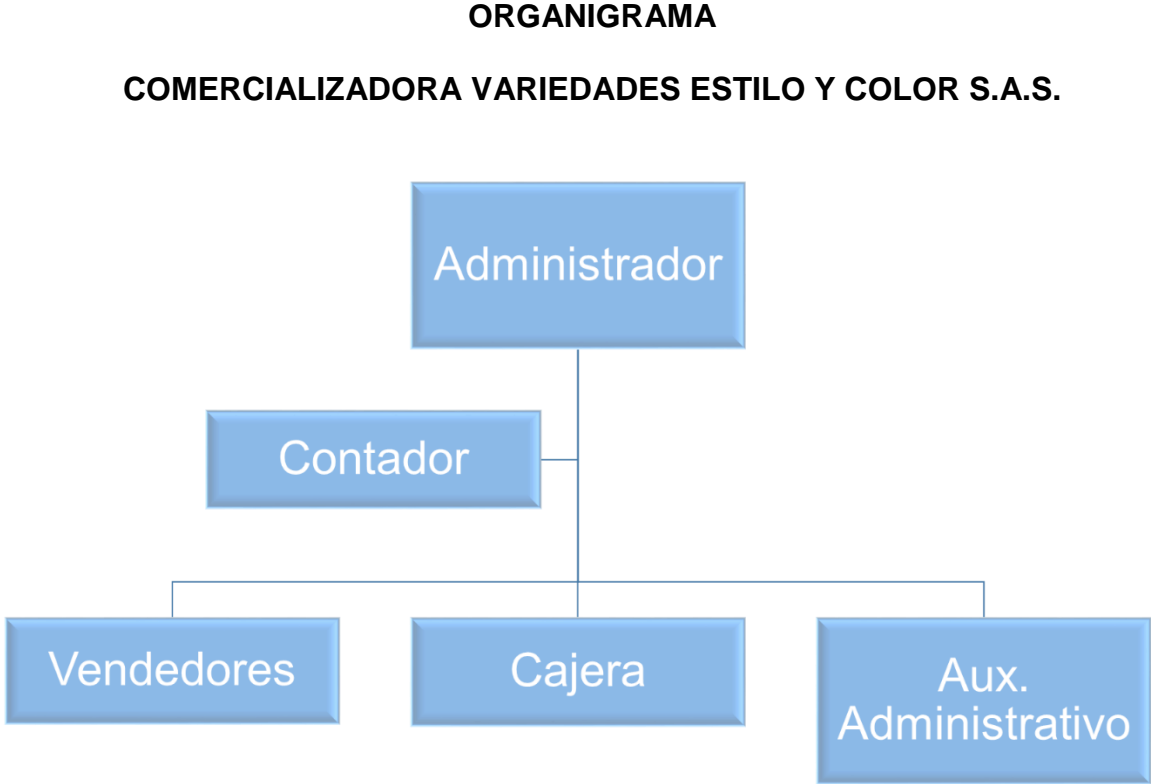 ORGANIGRAMA
COMERCIALIZADORA VARIEDADES ESTILO Y COLOR S.A.S.
Administrador
Contador
Vendedores
Cajera
Aux.
Administrativo